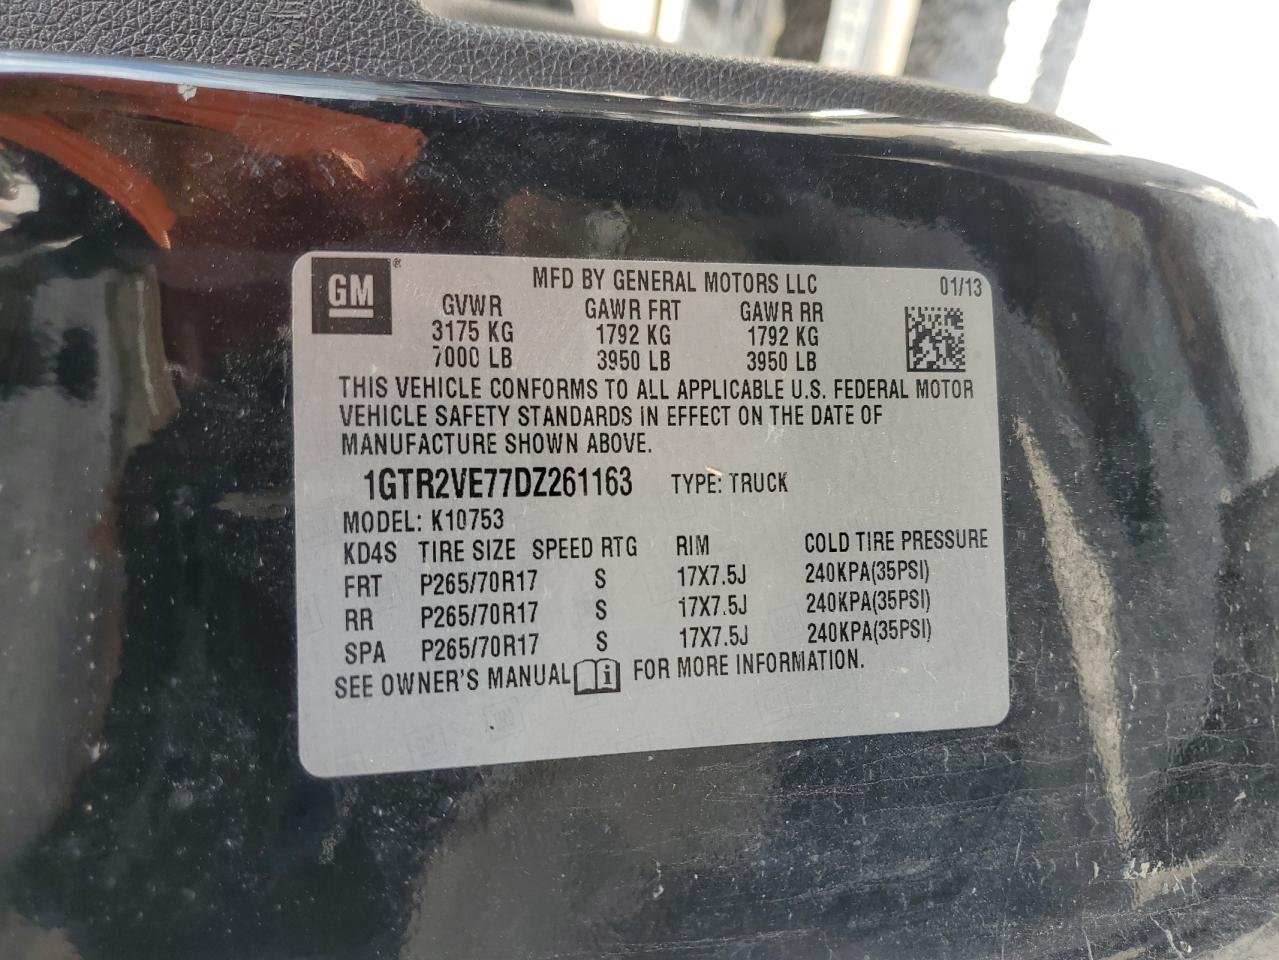 GM®
MFD BY GENERAL MOTORS LLC 01/13
GVWR GAWR FRT GAWR RR
3175 KG 1792 KG 1792 KG
7000 LB 3950 LB 3950 LB
THIS VEHICLE CONFORMS TO ALL APPLICABLE U.S. FEDERAL MOTOR
VEHICLE SAFETY STANDARDS IN EFFECT ON THE DATE OF
MANUFACTURE SHOWN ABOVE.
1GTR2VE77DZ261163 TYPE: TRUCK
MODEL: K10753
KD4S TIRE SIZE SPEED RTG RIM COLD TIRE PRESSURE
FRT P265/70R17 S 17X7.5J 240KPA(35PSI)
RR P265/70R17 S 17X7.5J 240KPA(35PSI)
SPA P265/70R17 S 17X7.5J 240KPA(35PSI)
SEE OWNER'S MANUAL i FOR MORE INFORMATION.